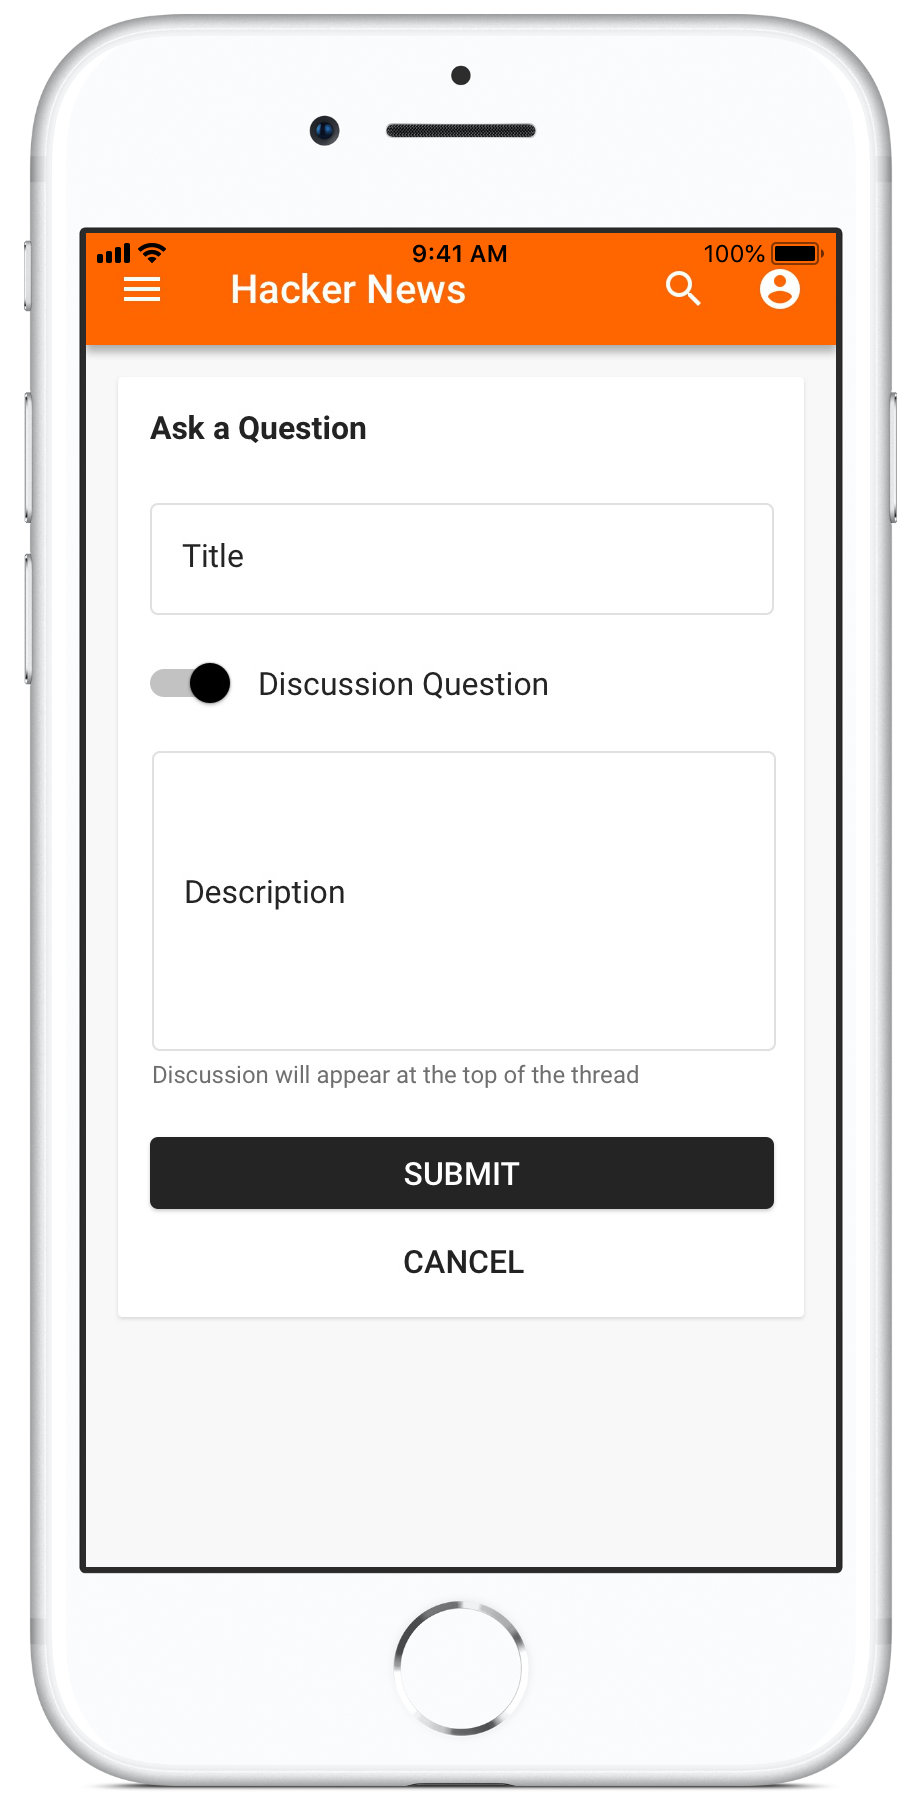 9:41 AM
100%
Hacker News
Ask a Question
Title
Discussion Question
Description
Discussion will appear at the top of the thread
SUBMIT
CANCEL